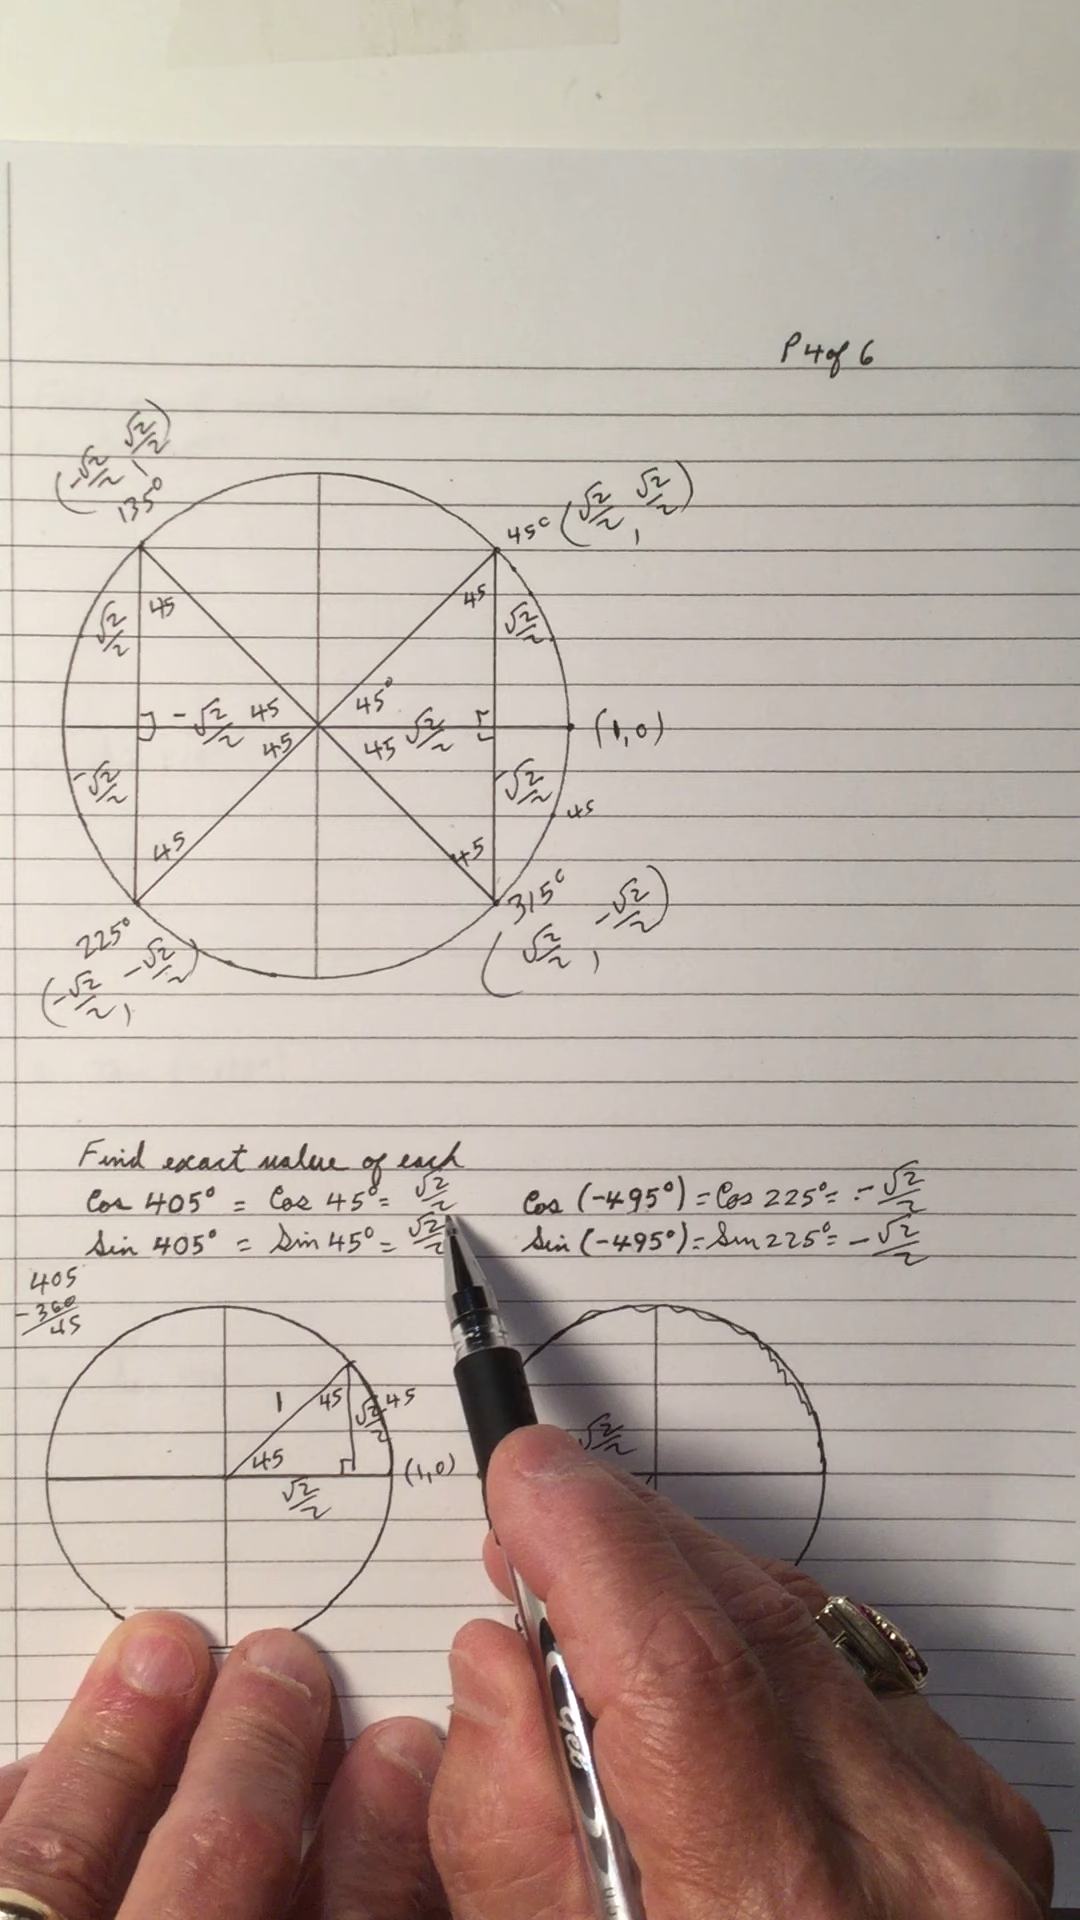 P 4 of 6
(-√2/2, √2/2)
135°
45° (√2/2, √2/2)
√2/2 45 45 √2/2
45°
-√2/2 45 45 √2/2 (1,0)
45
-√2/2 -√2/2 45
45 45
225° 315°
(-√2/2, -√2/2) (√2/2, -√2/2)
Find exact value of each
Cos 405° = Cos 45° = √2/2 Cos (-495°) = Cos 225° = -√2/2
Sin 405° = Sin 45° = √2/2 Sin (-495°) = Sin 225° = -√2/2
405
-360
45
1 45 √2/2 45
45 (1,0)
√2/2
√2/2
gel